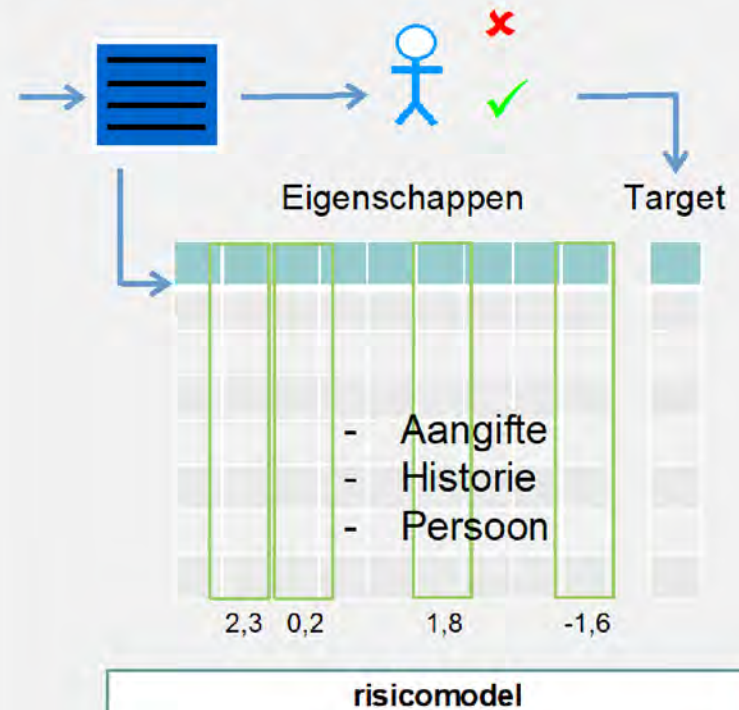 Eigenschappen Target
- Aangifte
- Historie
- Persoon
2,3 0,2 1,8 -1,6
risicomodel